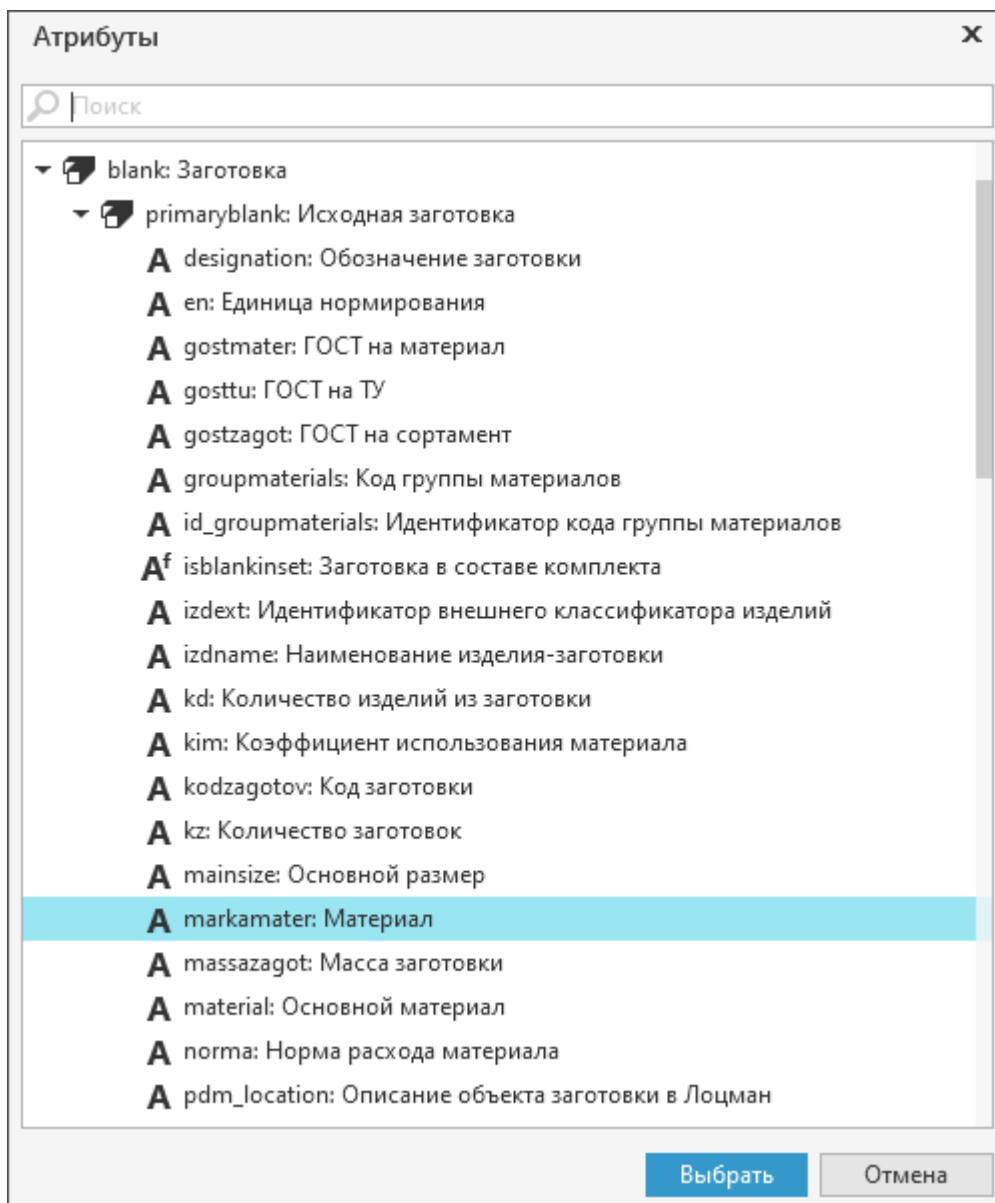 Атрибуты
x
Поиск
blank: Заготовка
primaryblank: Исходная заготовка
A designation: Обозначение заготовки
A en: Единица нормирования
A gostmater: ГОСТ на материал
A gosttu: ГОСТ на ТУ
A gostzagot: ГОСТ на сортамент
A groupmaterials: Код группы материалов
A id_groupmaterials: Идентификатор кода группы материалов
Af isblankinset: Заготовка в составе комплекта
A izdext: Идентификатор внешнего классификатора изделий
A izdname: Наименование изделия-заготовки
A kd: Количество изделий из заготовки
A kim: Коэффициент использования материала
A kodzagotov: Код заготовки
A kz: Количество заготовок
A mainsize: Основной размер
A markamater: Материал
A massazagot: Масса заготовки
A material: Основной материал
A norma: Норма расхода материала
A pdm_location: Описание объекта заготовки в Лоцман
Выбрать Отмена